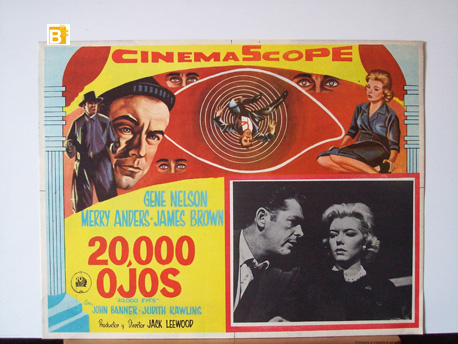 B
CINEMASCOPE
GENE NELSON
MERRY ANDERS-JAMES BROWN
20,000
OJOS
"20,000 EYES"
Con JOHN BANNER-JUDITH RAWLING
Productor y Director JACK LEEWOOD